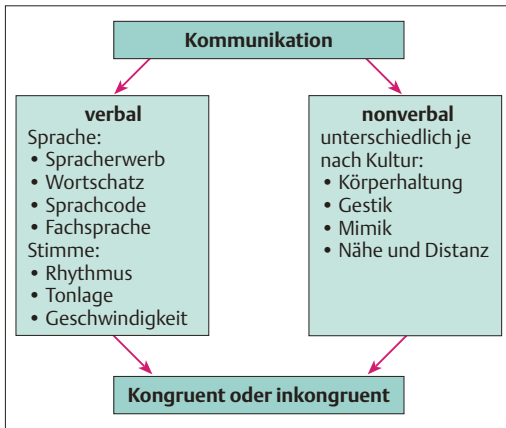 Kommunikation
verbal
Sprache:
• Spracherwerb
• Wortschatz
• Sprachcode
• Fachsprache
Stimme:
• Rhythmus
• Tonlage
• Geschwindigkeit
nonverbal
unterschiedlich je
nach Kultur:
• Körperhaltung
• Gestik
• Mimik
• Nähe und Distanz
Kongruent oder inkongruent